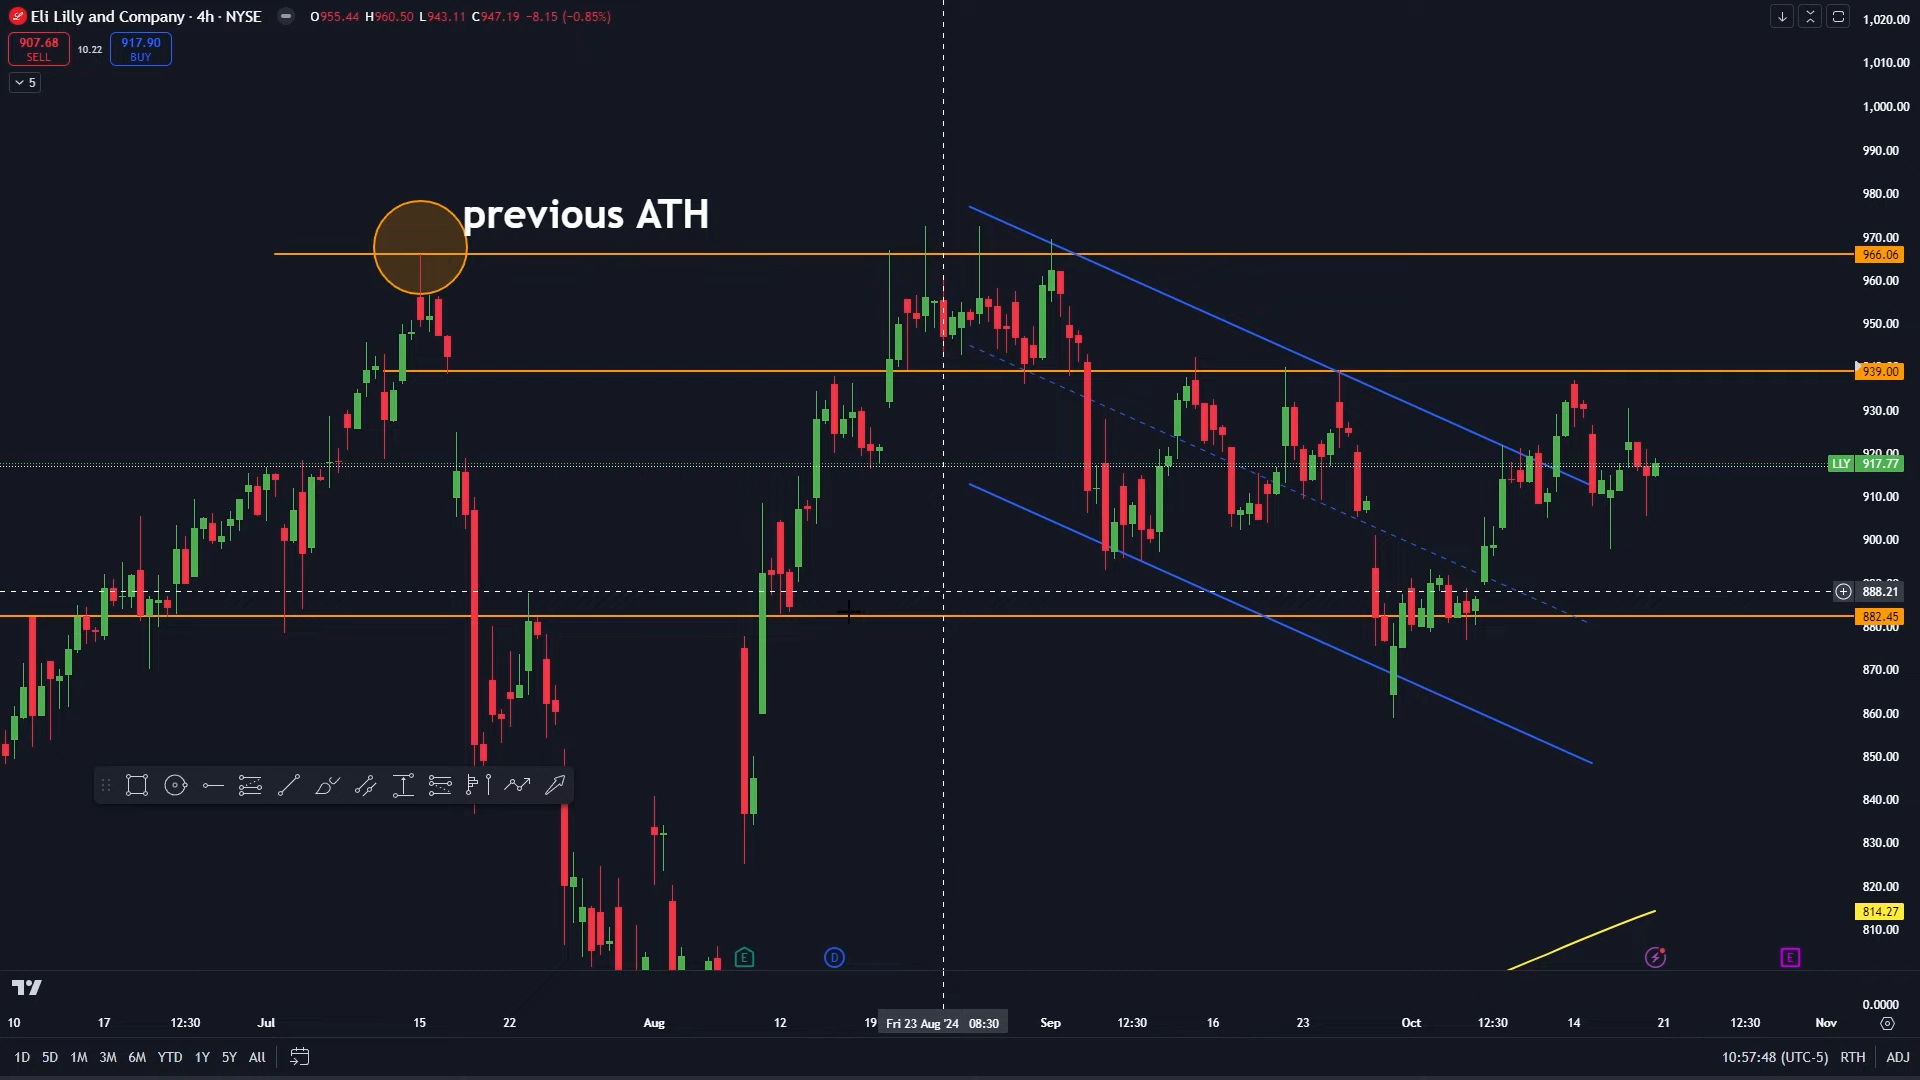 Eli Lilly and Company · 4h · NYSE O955.44 H960.50 L943.11 C947.19 −8.15 (−0.85%)
907.68 SELL
10.22
917.90 BUY
5
previous ATH
1,020.00
1,010.00
1,000.00
990.00
980.00
970.00
966.06
960.00
950.00
939.00
930.00
920.00
LLY 917.77
910.00
900.00
888.21
882.45
880.00
870.00
860.00
850.00
840.00
830.00
820.00
814.27
810.00
0.0000
E
D
E
10 17 12:30 Jul 15 22 Aug 12 19 Fri 23 Aug '24 08:30 Sep 12:30 16 23 Oct 12:30 14 21 12:30 Nov
1D 5D 1M 3M 6M YTD 1Y 5Y All
10:57:48 (UTC-5) RTH ADJ